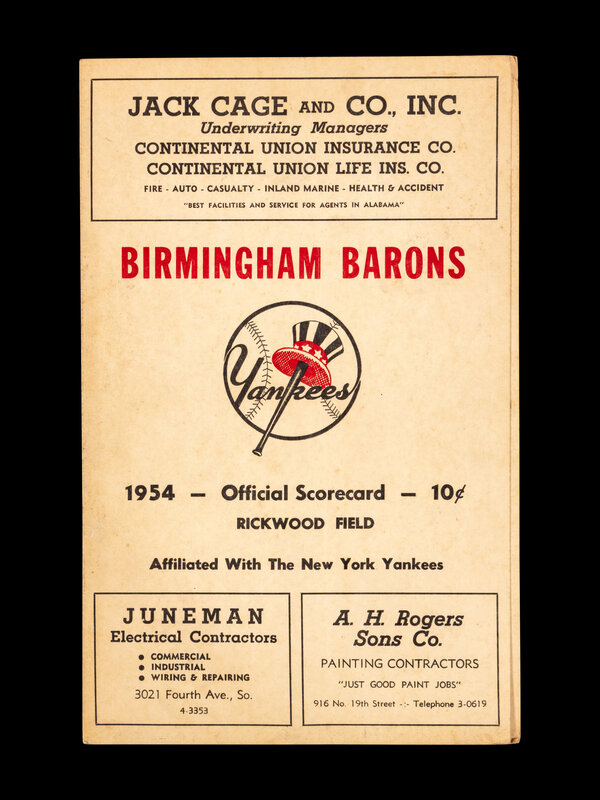 JACK CAGE AND CO., INC.
Underwriting Managers
CONTINENTAL UNION INSURANCE CO.
CONTINENTAL UNION LIFE INS. CO.
FIRE - AUTO - CASUALTY - INLAND MARINE - HEALTH & ACCIDENT
"BEST FACILITIES AND SERVICE FOR AGENTS IN ALABAMA"
BIRMINGHAM BARONS
Yankees
1954 — Official Scorecard — 10¢
RICKWOOD FIELD
Affiliated With The New York Yankees
JUNEMAN
Electrical Contractors
● COMMERCIAL
● INDUSTRIAL
● WIRING & REPAIRING
3021 Fourth Ave., So.
4-3353
A. H. Rogers
Sons Co.
PAINTING CONTRACTORS
"JUST GOOD PAINT JOBS"
916 No. 19th Street -:- Telephone 3-0619